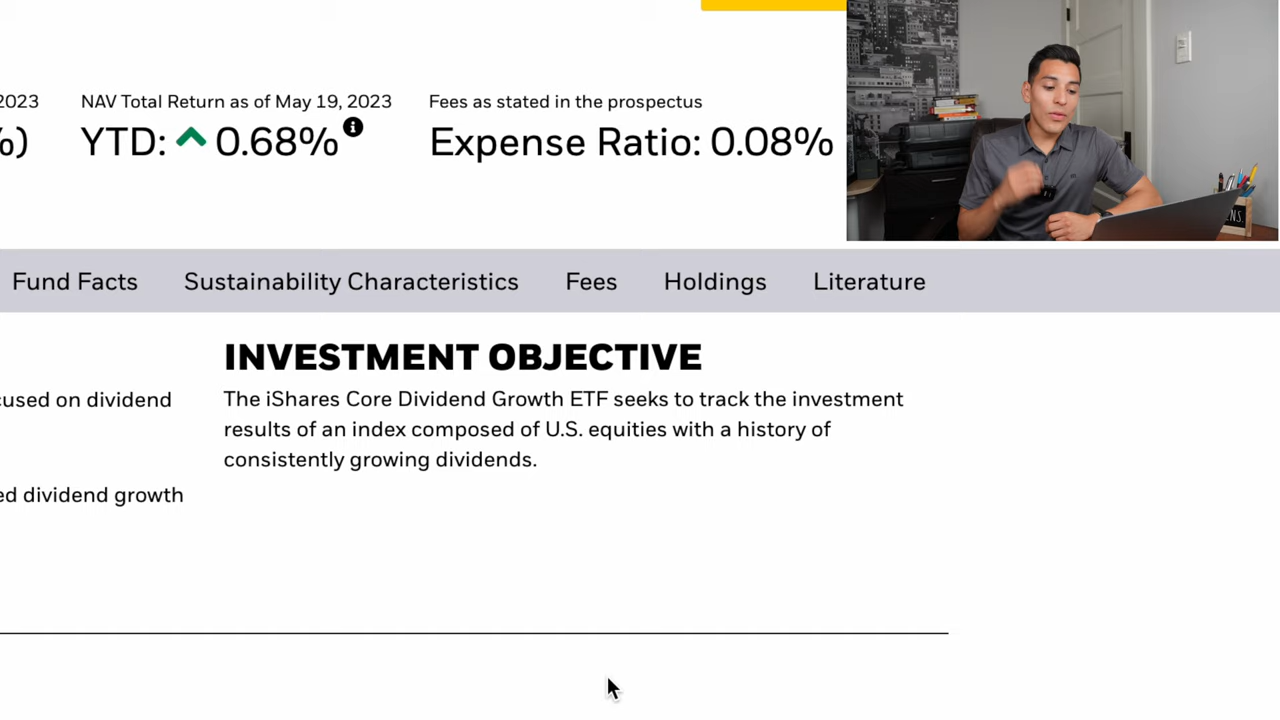 2023
NAV Total Return as of May 19, 2023
Fees as stated in the prospectus
%)
YTD: 0.68%
Expense Ratio: 0.08%
Fund Facts
Sustainability Characteristics
Fees
Holdings
Literature
INVESTMENT OBJECTIVE
cused on dividend
The iShares Core Dividend Growth ETF seeks to track the investment
results of an index composed of U.S. equities with a history of
consistently growing dividends.
ed dividend growth